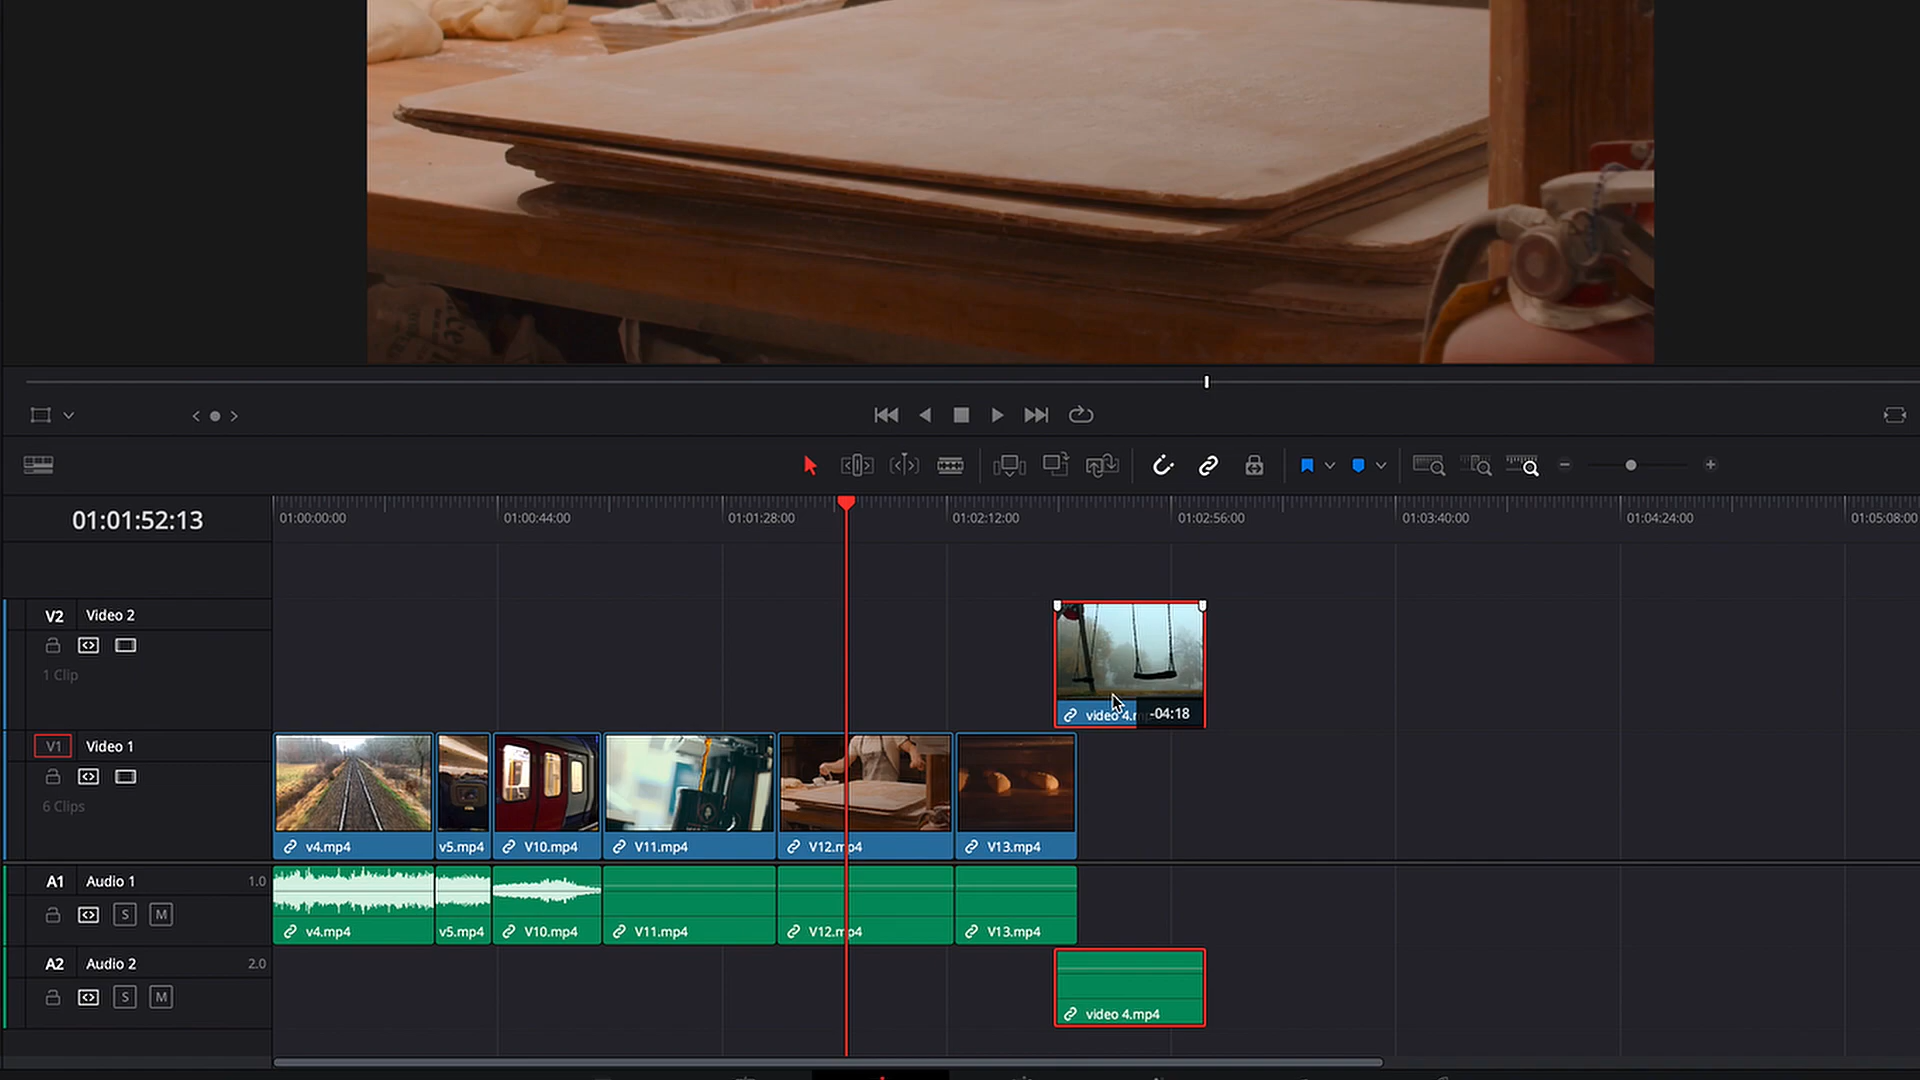 01:01:52:13
01:00:00:00
01:00:44:00
01:01:28:00
01:02:12:00
01:02:56:00
01:03:40:00
01:04:24:00
01:05:08:00
V2 Video 2
1 Clip
video 4.m
-04:18
V1 Video 1
6 Clips
v4.mp4
v5.mp4
V10.mp4
V11.mp4
V12.mp4
V13.mp4
A1 Audio 1 1.0
S M
v4.mp4
v5.mp4
V10.mp4
V11.mp4
V12.mp4
V13.mp4
A2 Audio 2 2.0
S M
video 4.mp4